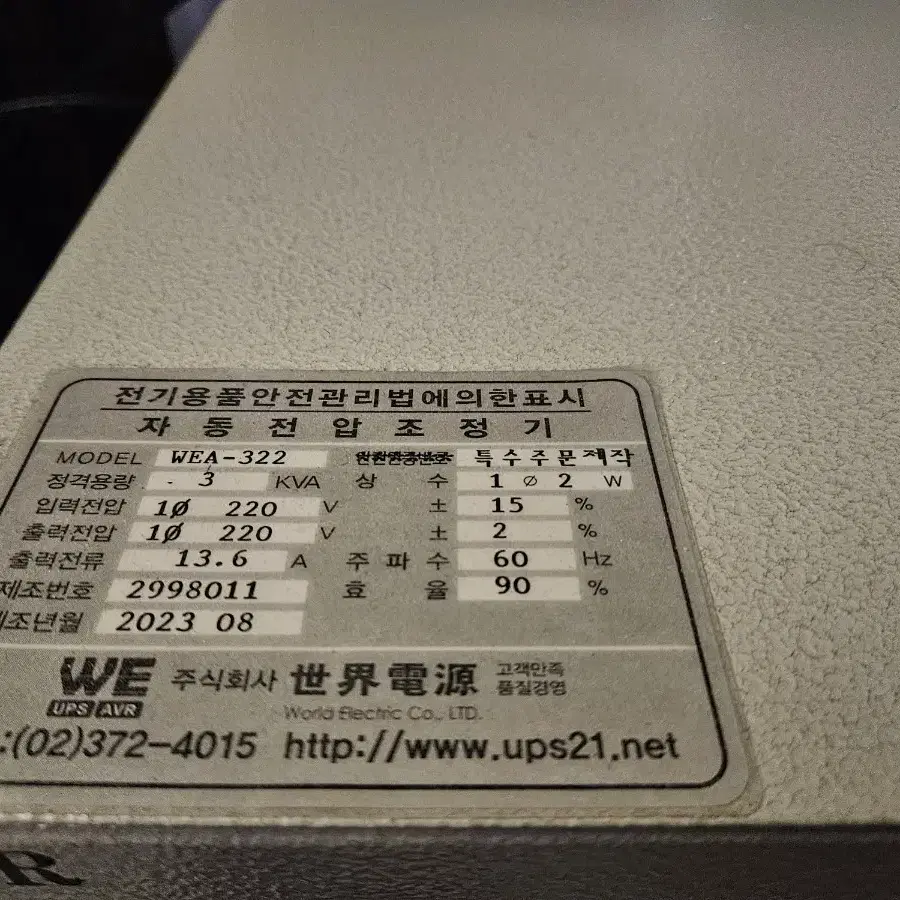 전기용품안전관리법에의한표시
자동전압조정기
MODEL WEA-322 특수주문제작
정격용량 3 KVA 상 수 1 ø 2 W
입력전압 1Ø 220 V ± 15 %
출력전압 1Ø 220 V ± 2 %
출력전류 13.6 A 주파수 60 Hz
제조번호 2998011 효율 90 %
제조년월 2023 08
WE 주식회사 世界電源 고객만족
UPS AVR 품질경영
World Electric Co., LTD.
:(02)372-4015 http://www.ups21.net
R